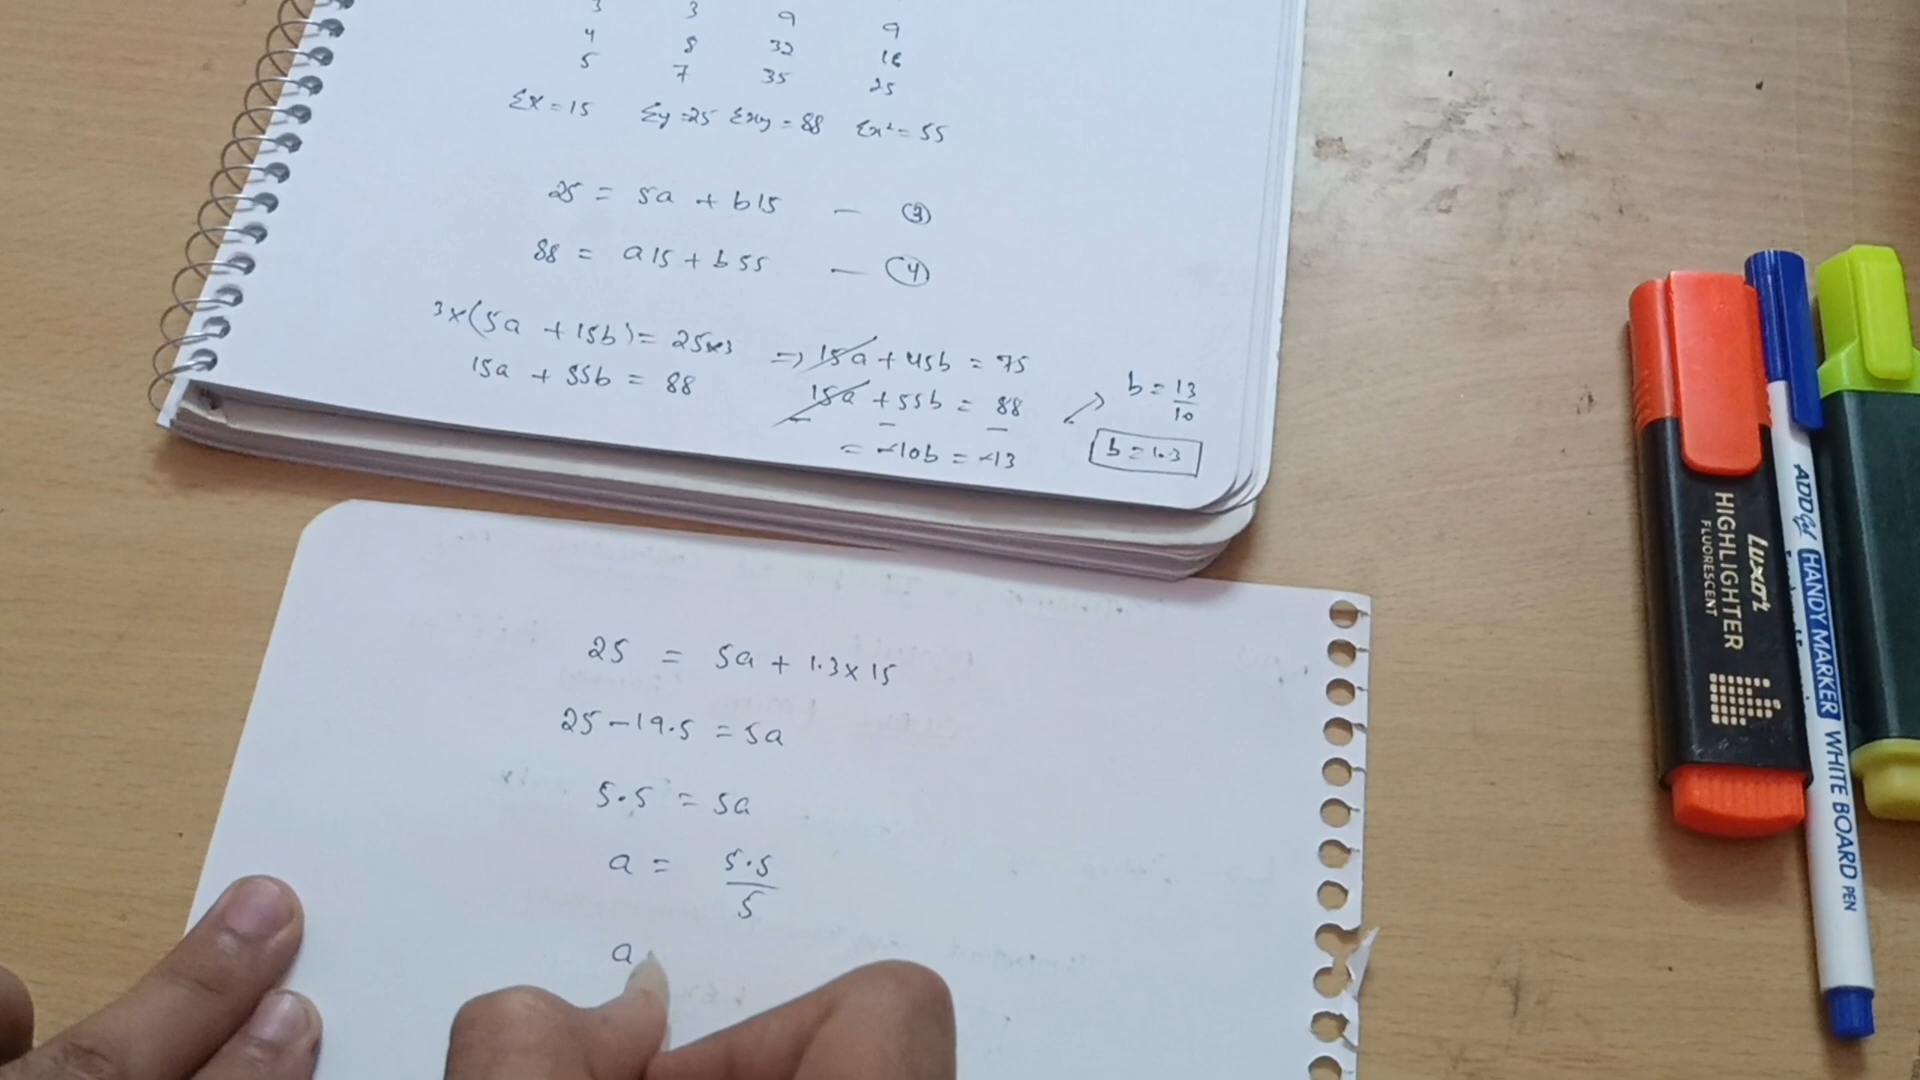 3 3 9 9
4 8 32 16
5 7 35 25
Σx = 15 Σy = 25 Σxy = 88 Σx² = 55
25 = 5a + b15 — ③
88 = a15 + b55 — ④
3×(5a + 15b) = 25×3 ⇒ 15a + 45b = 75
15a + 55b = 88 15a + 55b = 88
= -10b = -13
b = 13/10
b = 1.3
25 = 5a + 1.3 × 15
25 - 19.5 = 5a
5.5 = 5a
a = 5.5/5
a
Luxor
HIGHLIGHTER
FLUORESCENT
ADD Gel HANDY MARKER WHITE BOARD PEN